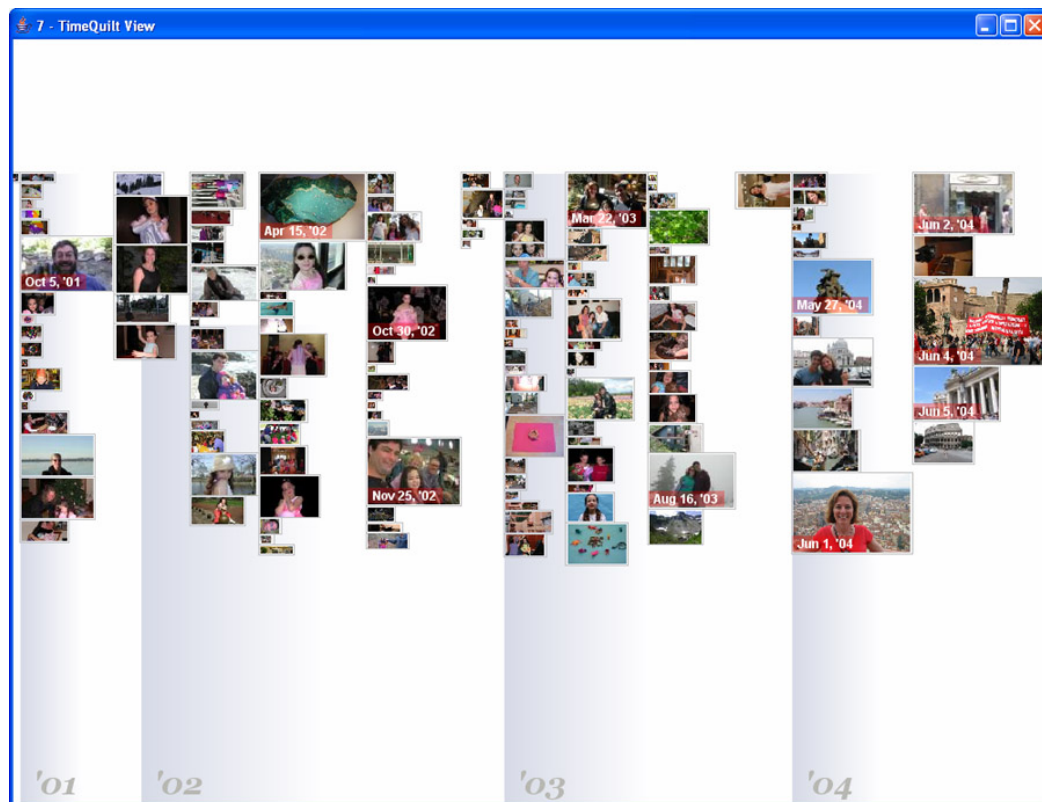 7 - TimeQuilt View
Oct 5, '01
Apr 15, '02
Oct 30, '02
Nov 25, '02
Mar 22, '03
Aug 16, '03
May 27, '04
Jun 1, '04
Jun 2, '04
Jun 4, '04
Jun 5, '04
'01
'02
'03
'04